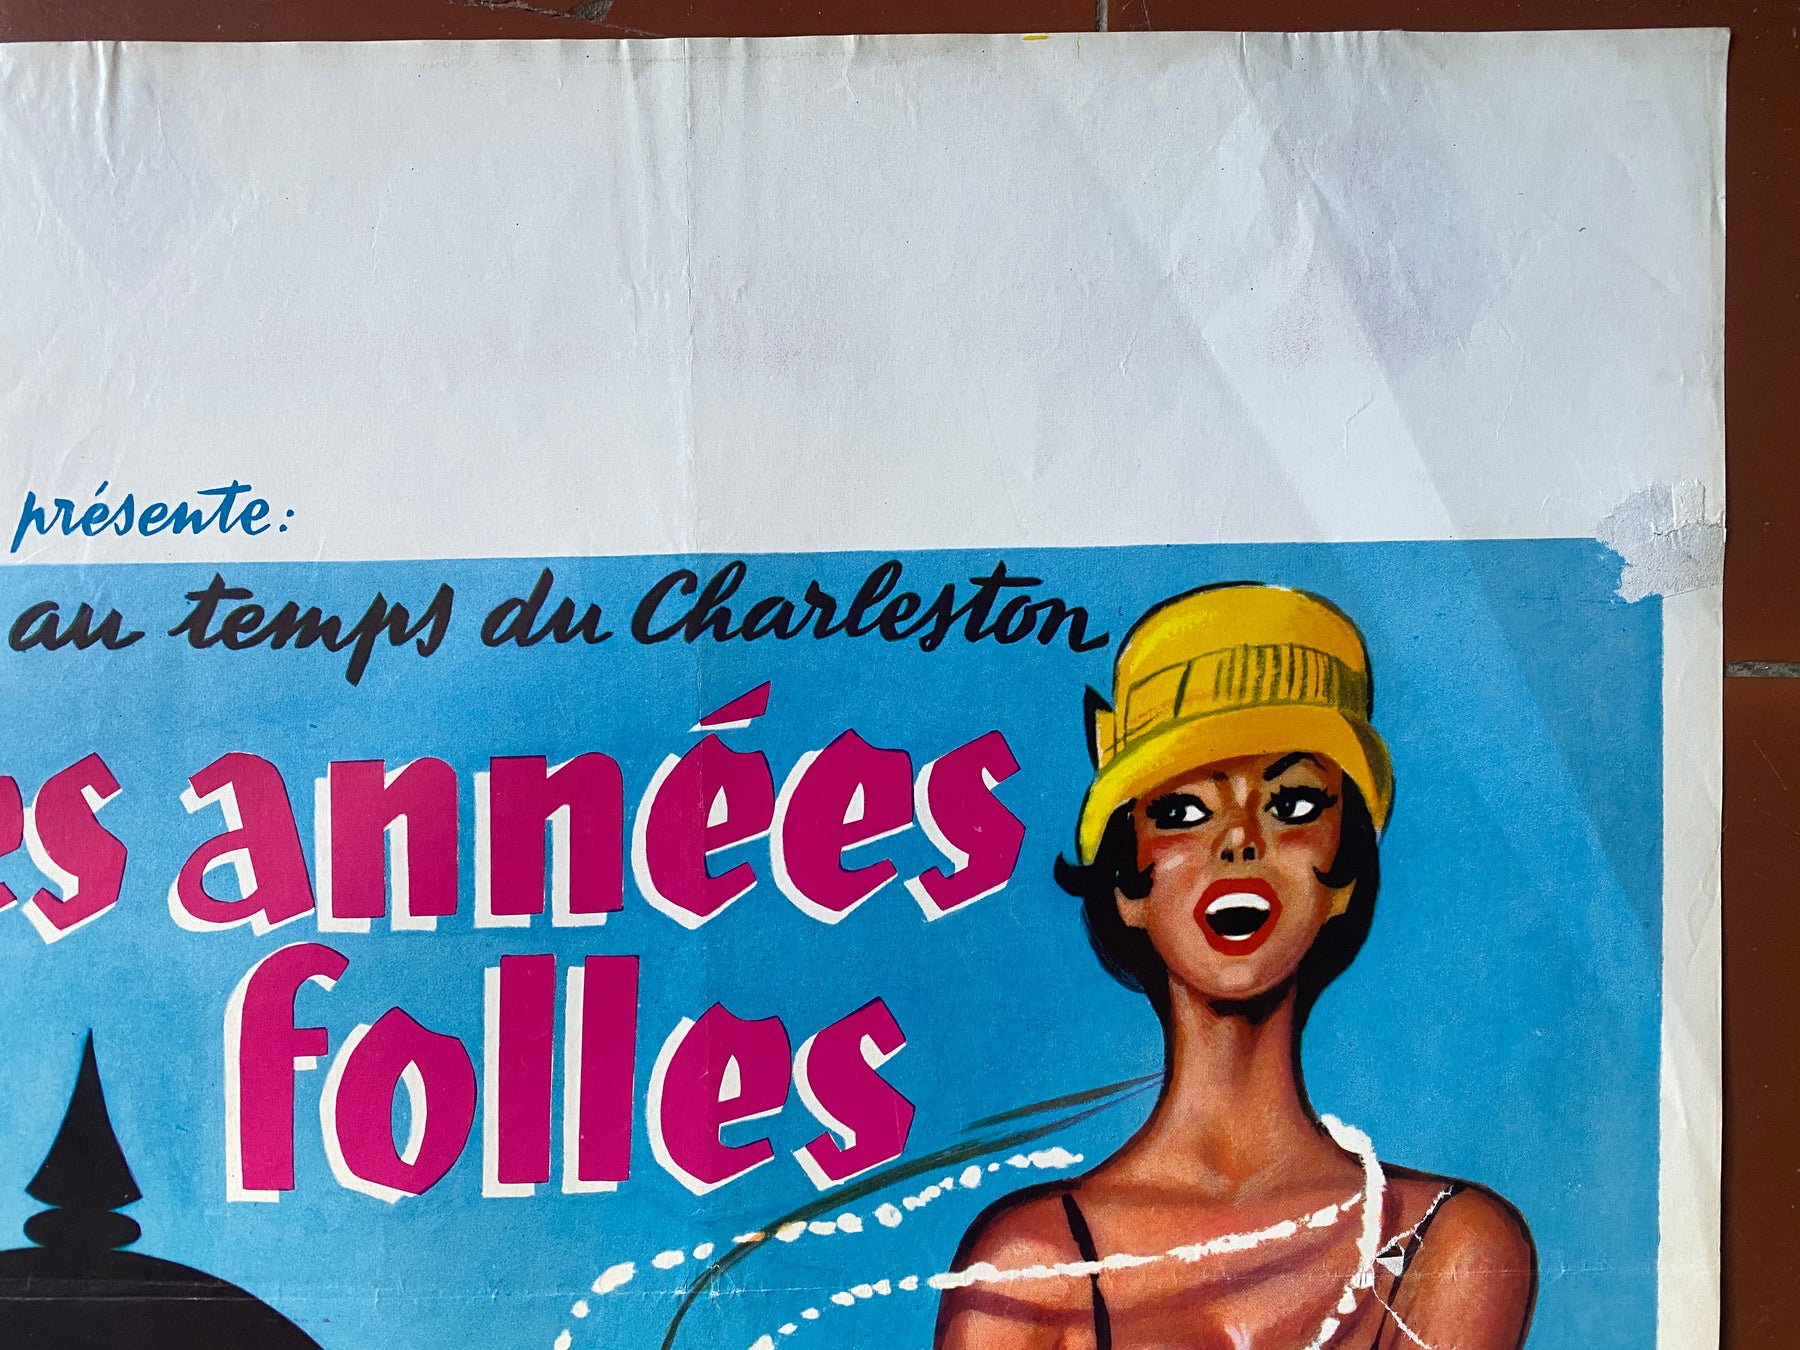 présente:
au temps du Charleston
es années
folles